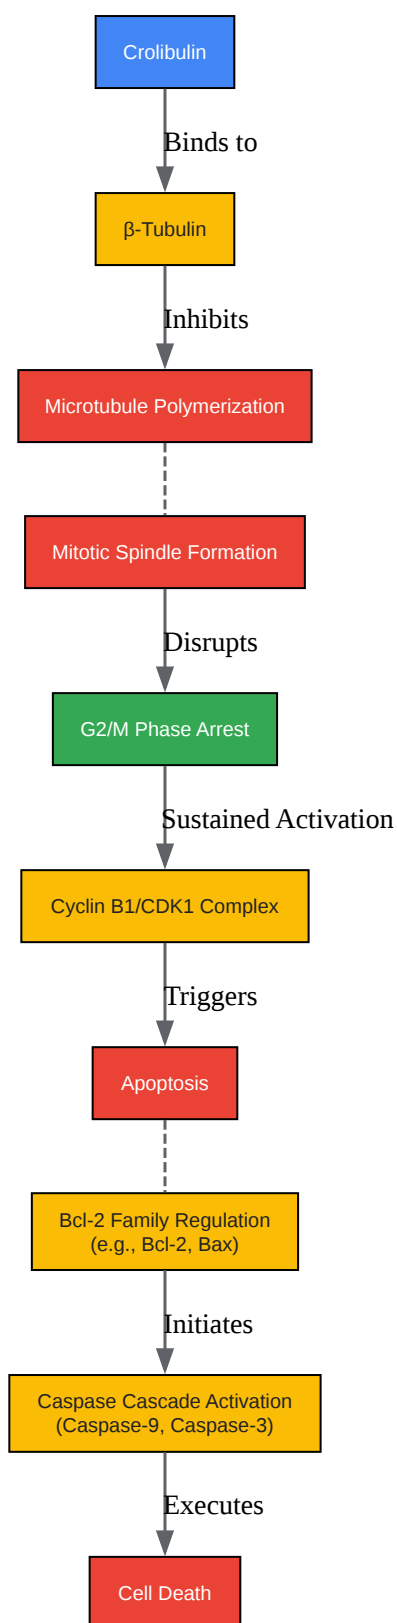 Crolibulin
Binds to
β-Tubulin
Inhibits
Microtubule Polymerization
Mitotic Spindle Formation
Disrupts
G2/M Phase Arrest
Sustained Activation
Cyclin B1/CDK1 Complex
Triggers
Apoptosis
Bcl-2 Family Regulation
(e.g., Bcl-2, Bax)
Initiates
Caspase Cascade Activation
(Caspase-9, Caspase-3)
Executes
Cell Death